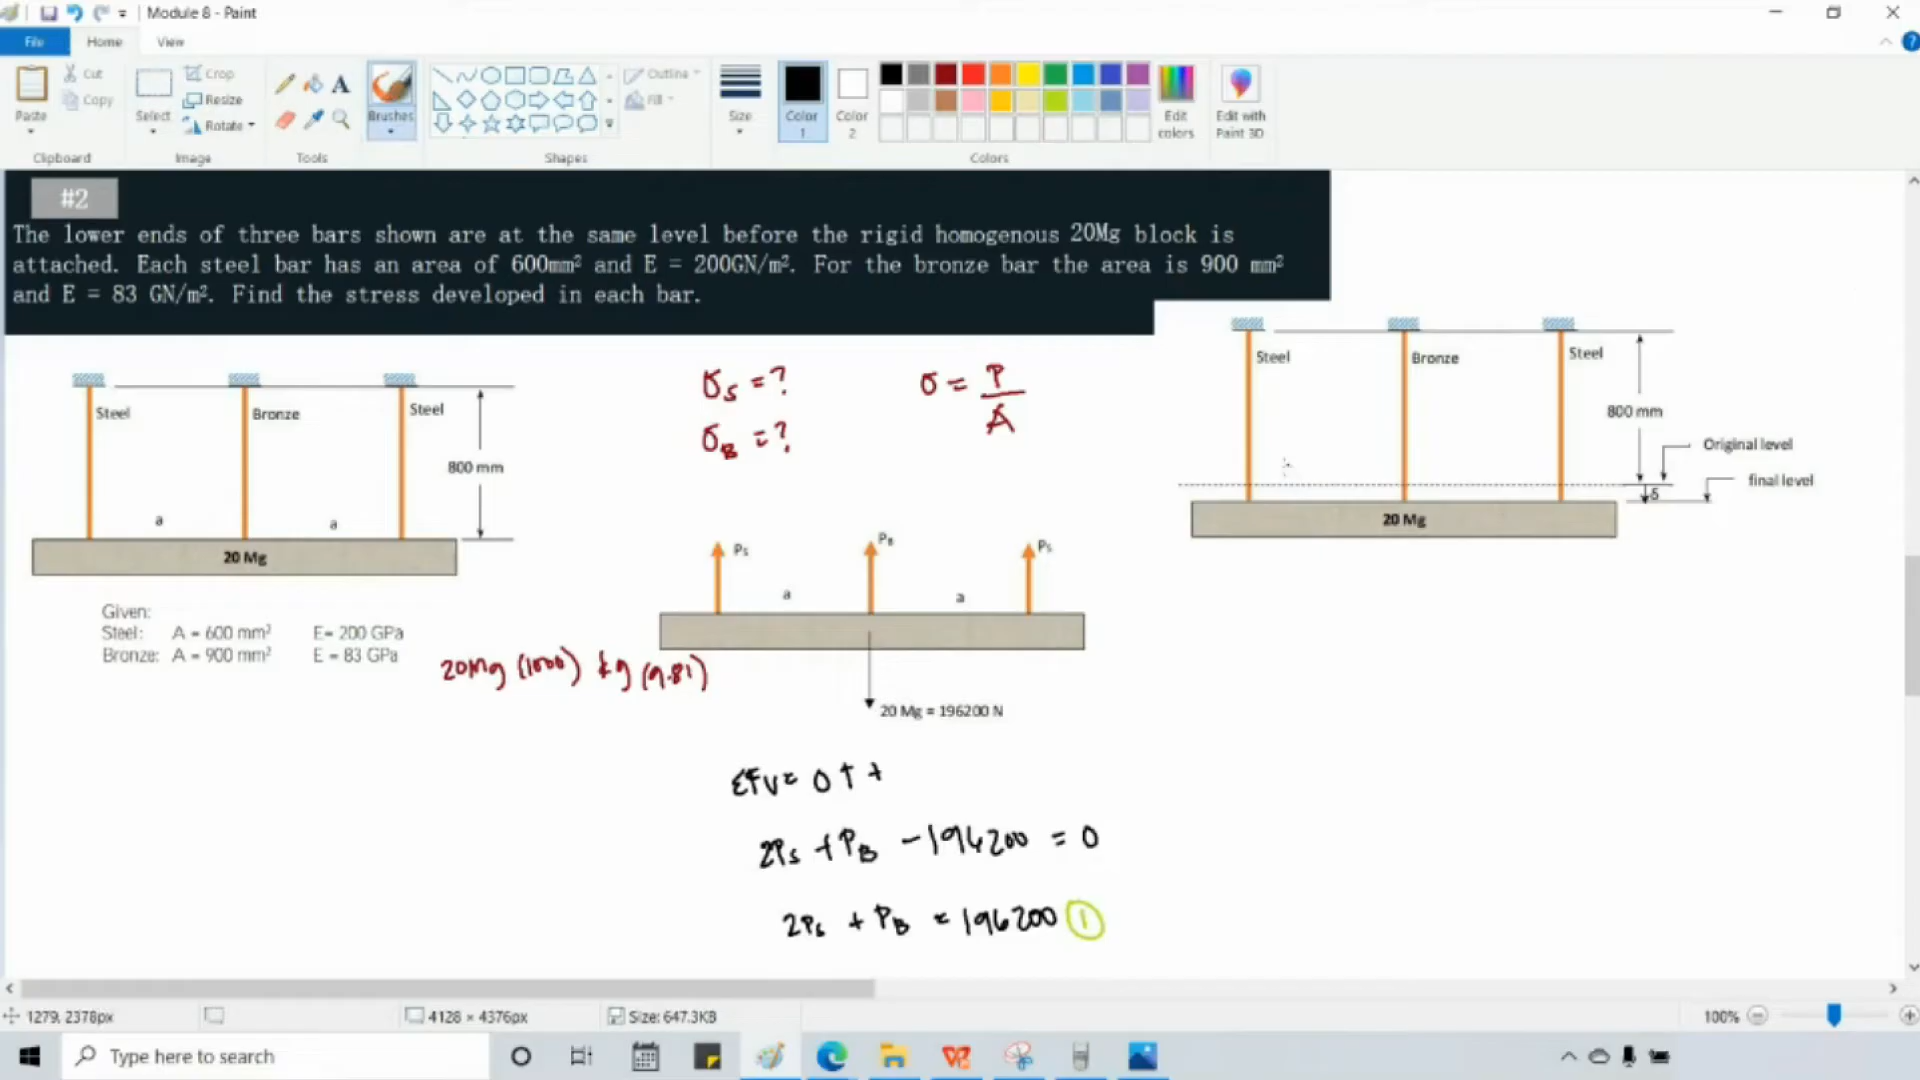 Module 8 - Paint
File Home View
Paste
Cut
Copy
Clipboard
Select
Crop
Resize
Rotate
Image
Tools
Brushes
Shapes
Outline
Fill
Size
Color 1
Color 2
Colors
Edit colors
Edit with Paint 3D
#2
The lower ends of three bars shown are at the same level before the rigid homogenous 20Mg block is
attached. Each steel bar has an area of 600mm² and E = 200GN/m². For the bronze bar the area is 900 mm²
and E = 83 GN/m². Find the stress developed in each bar.
Steel
Bronze
Steel
800 mm
a
a
20 Mg
Given:
Steel: A = 600 mm² E= 200 GPa
Bronze: A = 900 mm² E = 83 GPa
σs = ?
σB = ?
σ = P/A
20Mg (1000) kg (9.81)
Ps
PB
Ps
a
a
20 Mg = 196200 N
ΣFv = 0 ↑ +
2Ps + PB - 196200 = 0
2Ps + PB = 196200 ①
Steel
Bronze
Steel
800 mm
Original level
δ
final level
20 Mg
1279, 2378px
4128 × 4376px
Size: 647.3KB
100%
Type here to search